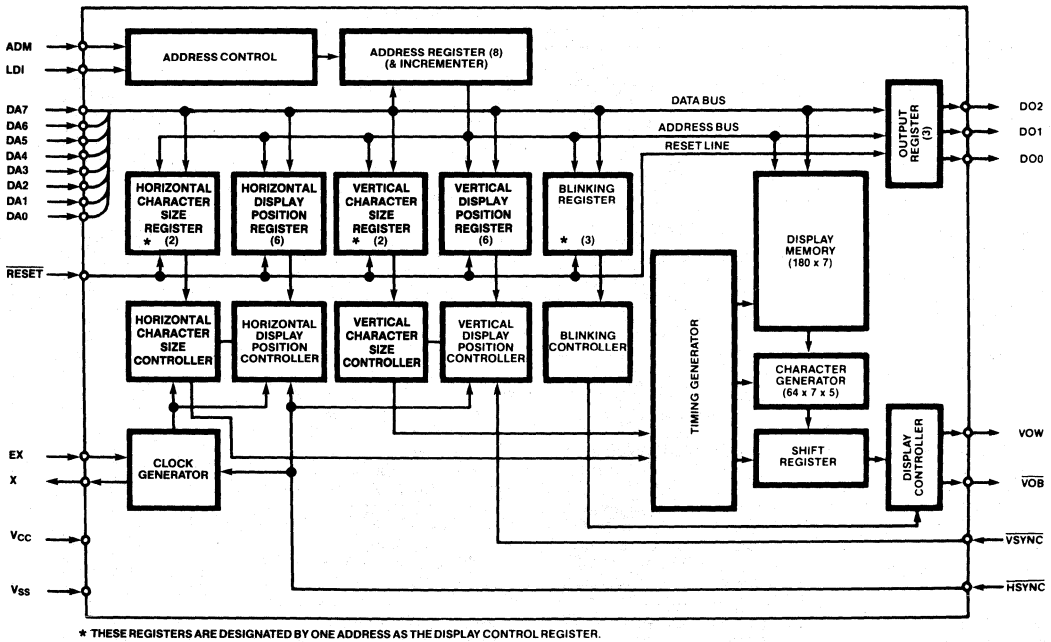 ADM
LDI
DA7
DA6
DA5
DA4
DA3
DA2
DA1
DA0
RESET
EX
X
VCC
VSS
ADDRESS CONTROL
ADDRESS REGISTER (8)
(& INCREMENTER)
DATA BUS
ADDRESS BUS
RESET LINE
OUTPUT
REGISTER
(3)
DO2
DO1
DO0
HORIZONTAL
CHARACTER
SIZE
REGISTER
* (2)
HORIZONTAL
DISPLAY
POSITION
REGISTER
(6)
VERTICAL
CHARACTER
SIZE
REGISTER
* (2)
VERTICAL
DISPLAY
POSITION
REGISTER
(6)
BLINKING
REGISTER
* (3)
DISPLAY
MEMORY
(180 x 7)
HORIZONTAL
CHARACTER
SIZE
CONTROLLER
HORIZONTAL
DISPLAY
POSITION
CONTROLLER
VERTICAL
CHARACTER
SIZE
CONTROLLER
VERTICAL
DISPLAY
POSITION
CONTROLLER
BLINKING
CONTROLLER
TIMING GENERATOR
CHARACTER
GENERATOR
(64 x 7 x 5)
CLOCK
GENERATOR
SHIFT
REGISTER
DISPLAY
CONTROLLER
VOW
VOB
VSYNC
HSYNC
* THESE REGISTERS ARE DESIGNATED BY ONE ADDRESS AS THE DISPLAY CONTROL REGISTER.